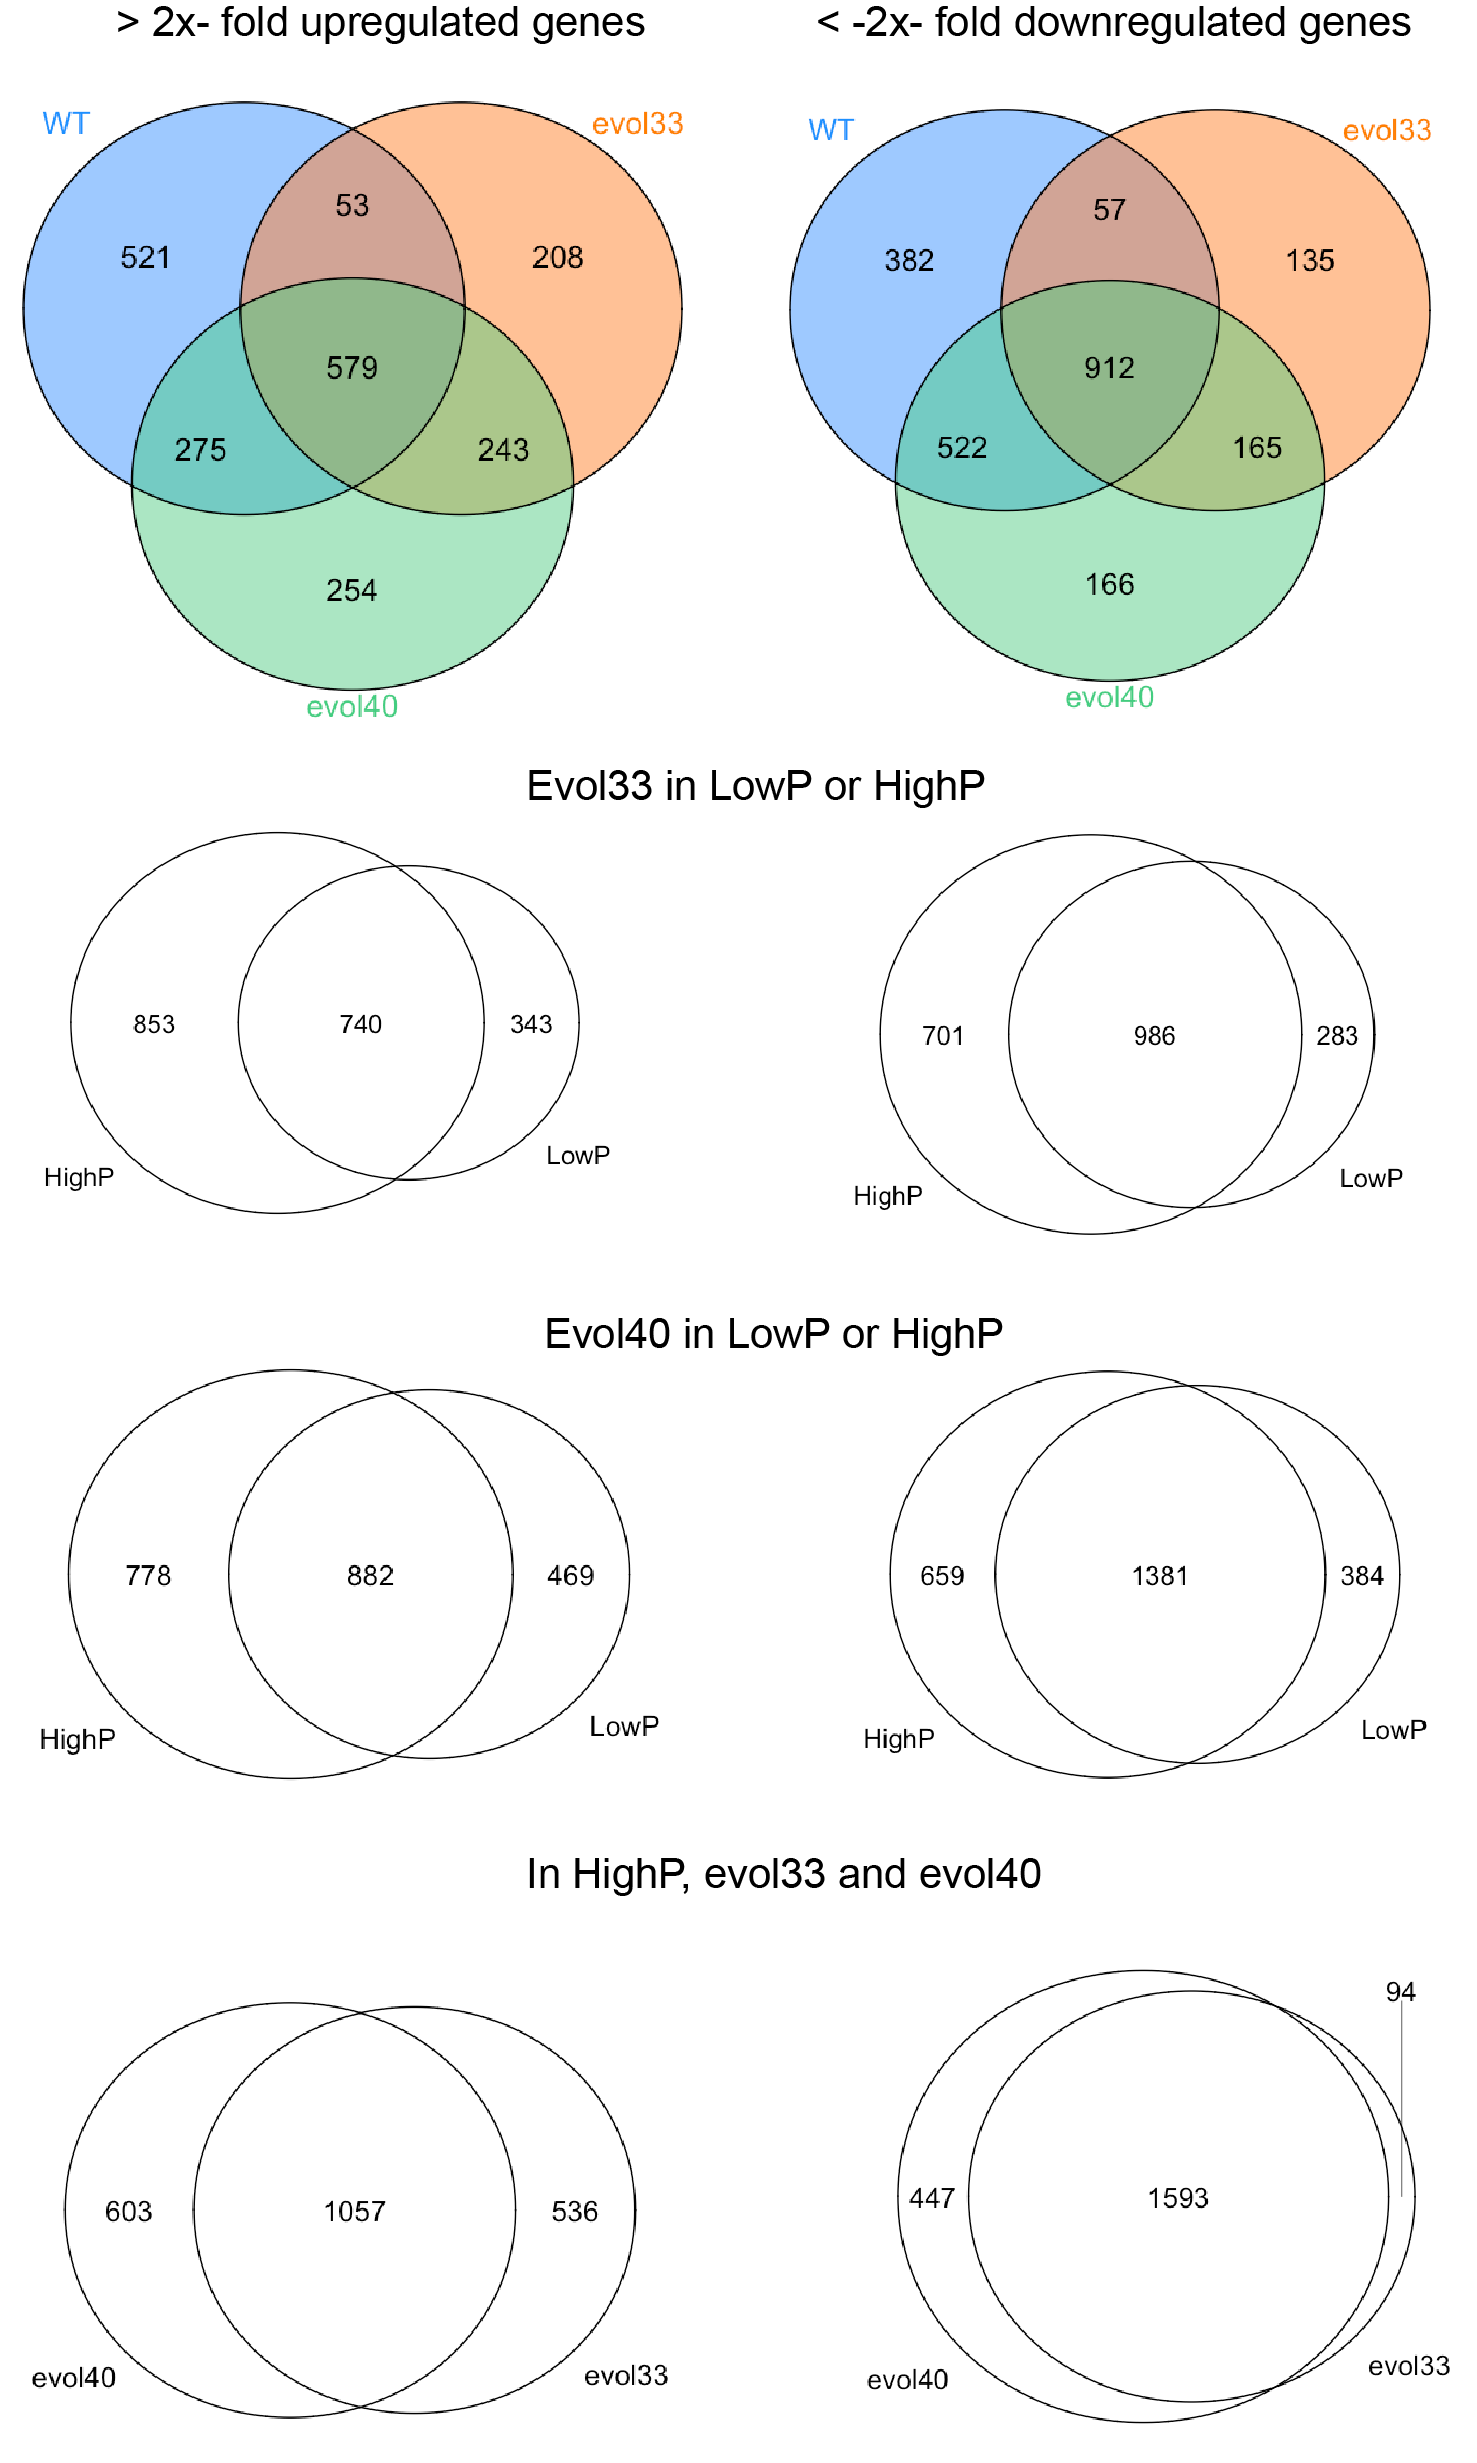 > 2x- fold upregulated genes
< -2x- fold downregulated genes
WT
evol33
53
521
208
579
275
243
254
evol40
WT
evol33
57
382
135
912
522
165
166
evol40
Evol33 in LowP or HighP
853
740
343
HighP
LowP
701
986
283
HighP
LowP
Evol40 in LowP or HighP
778
882
469
HighP
LowP
659
1381
384
HighP
LowP
In HighP, evol33 and evol40
603
1057
536
evol40
evol33
94
447
1593
evol40
evol33